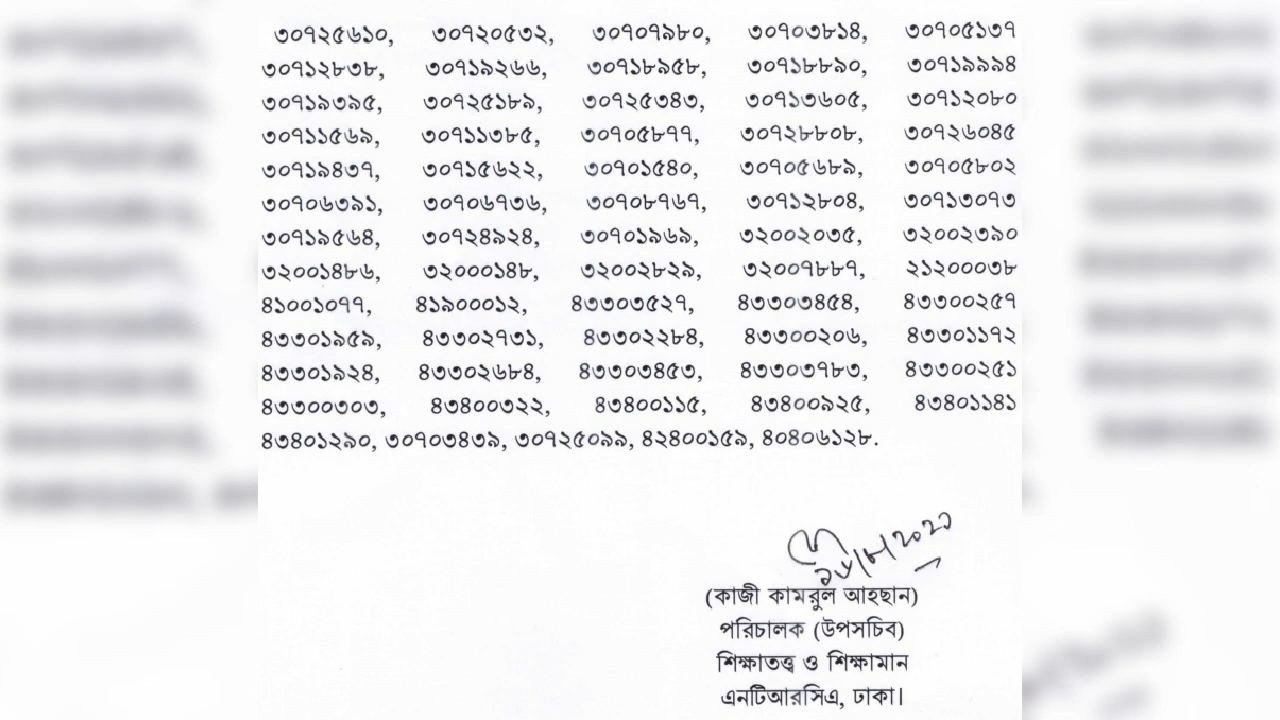 ৩০৭২৫৬১০, ৩০৭২০৫৩২, ৩০৭০৭৯৮০, ৩০৭০৩৮১৪, ৩০৭০৫১৩৭
৩০৭১২৮৩৮, ৩০৭১৯২৬৬, ৩০৭১৮৯৫৮, ৩০৭১৮৮৯০, ৩০৭১৯৯৯৪
৩০৭১৯৩৯৫, ৩০৭২৫১৮৯, ৩০৭২৫৩৪৩, ৩০৭১৩৬০৫, ৩০৭১২০৮০
৩০৭১১৫৬৯, ৩০৭১১৩৮৫, ৩০৭০৫৮৭৭, ৩০৭২৮৮০৮, ৩০৭২৬০৪৫
৩০৭১৯৪৩৭, ৩০৭১৫৬২২, ৩০৭০১৫৪০, ৩০৭০৫৬৮৯, ৩০৭০৫৮০২
৩০৭০৬৩৯১, ৩০৭০৬৭৩৬, ৩০৭০৮৭৬৭, ৩০৭১২৮০৪, ৩০৭১৩০৭৩
৩০৭১৯৫৬৪, ৩০৭২৪৯২৪, ৩০৭০১৯৬৯, ৩২০০২০৩৫, ৩২০০২৩৯০
৩২০০১৪৮৬, ৩২০০০১৪৮, ৩২০০২৮২৯, ৩২০০৭৮৮৭, ২১২০০০৩৮
৪১০০১০৭৭, ৪১৯০০০১২, ৪৩৩০৩৫২৭, ৪৩৩০৩৪৫৪, ৪৩৩০০২৫৭
৪৩৩০১৯৫৯, ৪৩৩০২৭৩১, ৪৩৩০২২৮৪, ৪৩৩০০২০৬, ৪৩৩০১১৭২
৪৩৩০১৯২৪, ৪৩৩০২৬৮৪, ৪৩৩০৩৪৫৩, ৪৩৩০৩৭৮৩, ৪৩৩০০২৫১
৪৩৩০০৩০৩, ৪৩৪০০৩২২, ৪৩৪০০১১৫, ৪৩৪০০৯২৫, ৪৩৪০১১৪১
৪৩৪০১২৯০, ৩০৭০৩৪৩৯, ৩০৭২৫০৯৯, ৪২৪০০১৫৯, ৪০৪০৬১২৮.
(কাজী কামরুল আহছান)
পরিচালক (উপসচিব)
শিক্ষাতত্ত্ব ও শিক্ষামান
এনটিআরসিএ, ঢাকা।